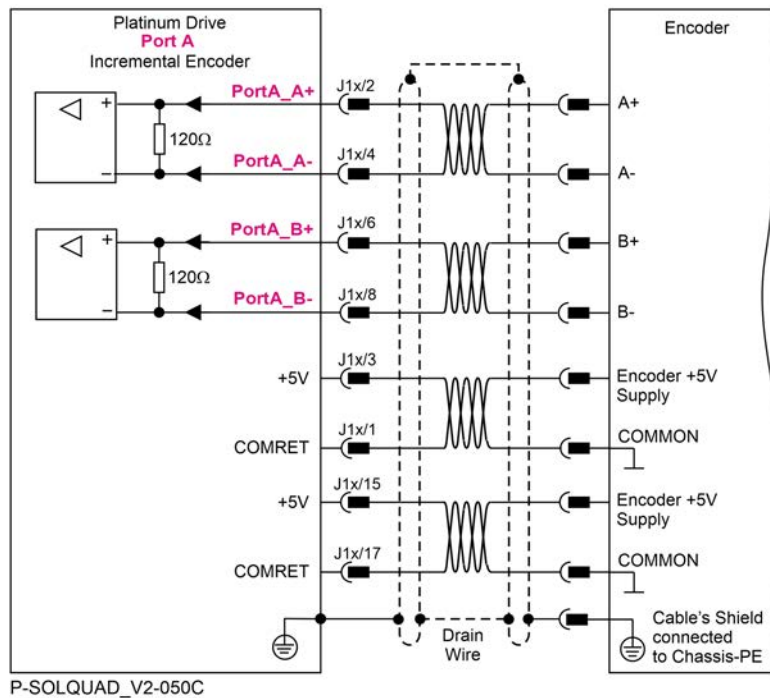 Platinum Drive
Port A
Incremental Encoder
Encoder
+
120Ω
−
PortA_A+
J1x/2
A+
PortA_A-
J1x/4
A-
+
120Ω
−
PortA_B+
J1x/6
B+
PortA_B-
J1x/8
B-
+5V
J1x/3
Encoder +5V
Supply
COMRET
J1x/1
COMMON
+5V
J1x/15
Encoder +5V
Supply
COMRET
J1x/17
COMMON
Drain
Wire
Cable's Shield
connected
to Chassis-PE
P-SOLQUAD_V2-050C